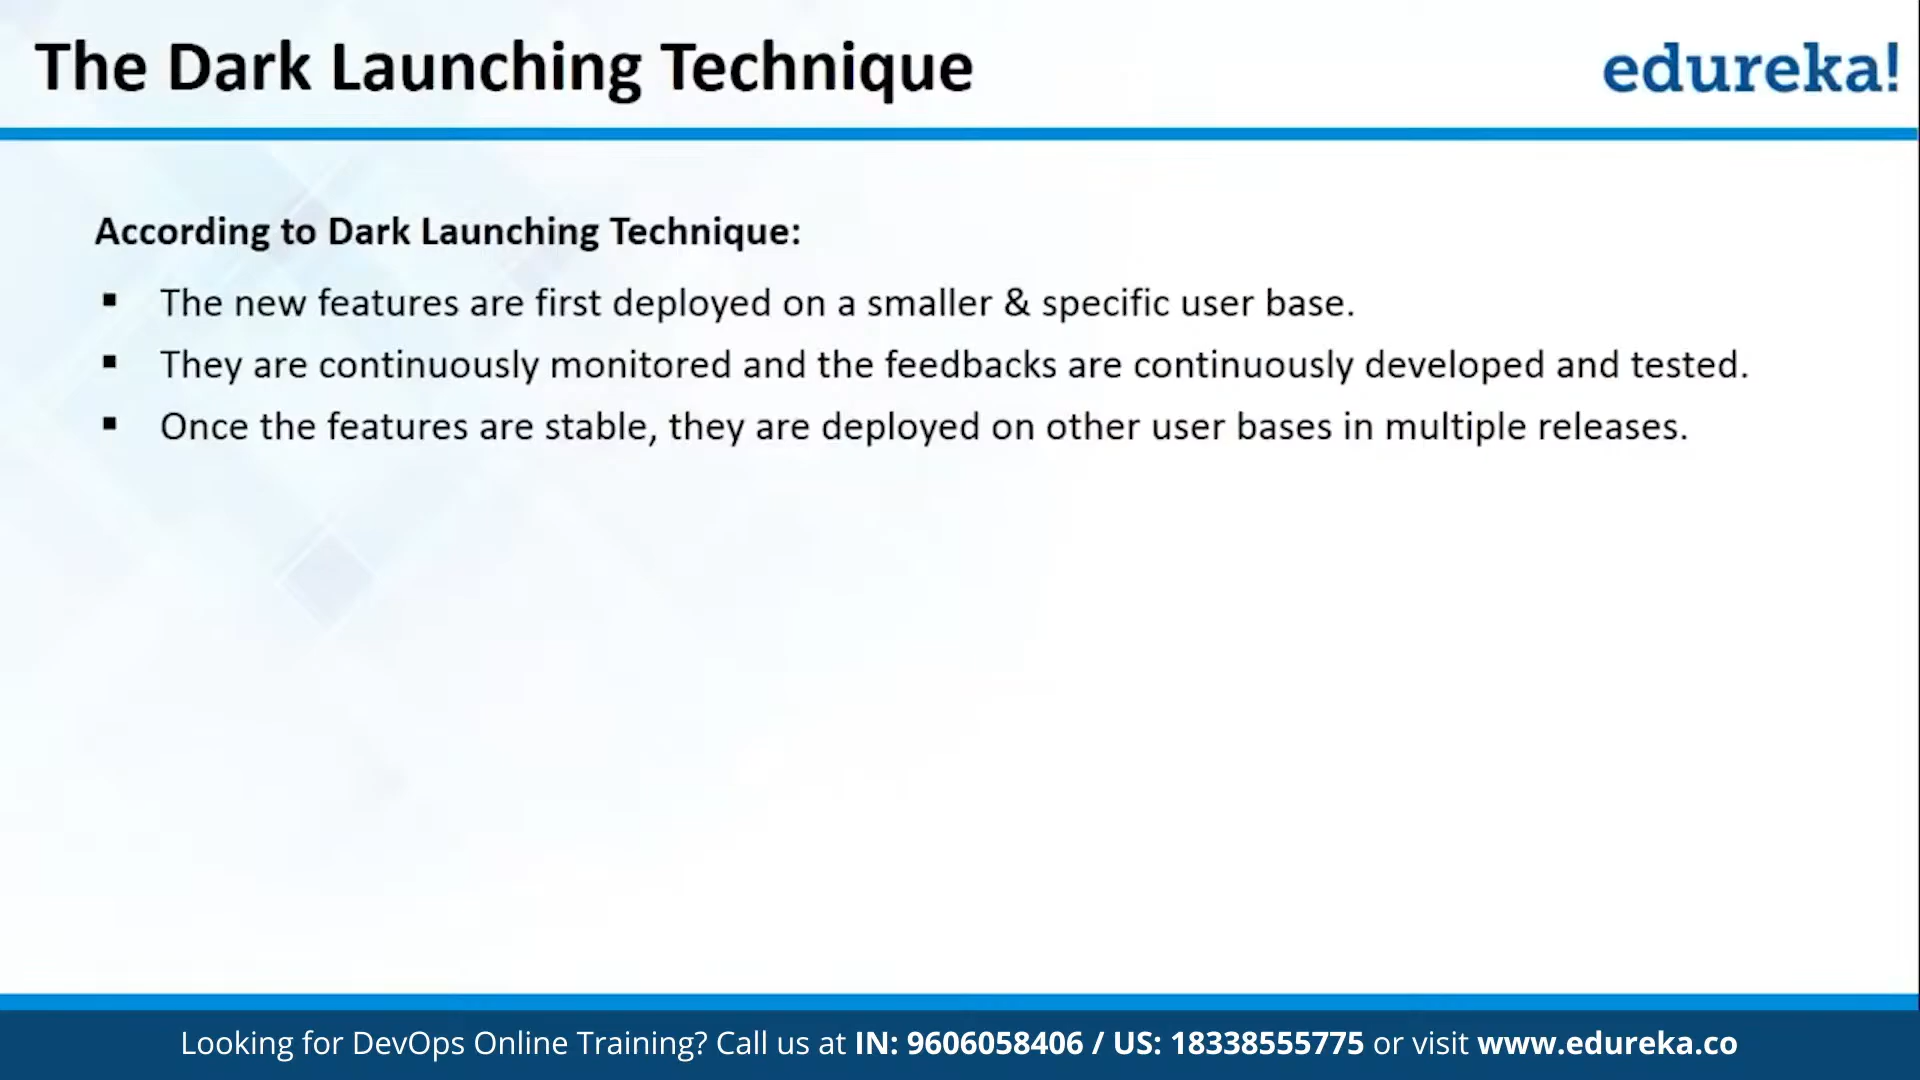 The Dark Launching Technique
edureka!
According to Dark Launching Technique:
▪ The new features are first deployed on a smaller & specific user base.
▪ They are continuously monitored and the feedbacks are continuously developed and tested.
▪ Once the features are stable, they are deployed on other user bases in multiple releases.
Looking for DevOps Online Training? Call us at IN: 9606058406 / US: 18338555775 or visit www.edureka.co